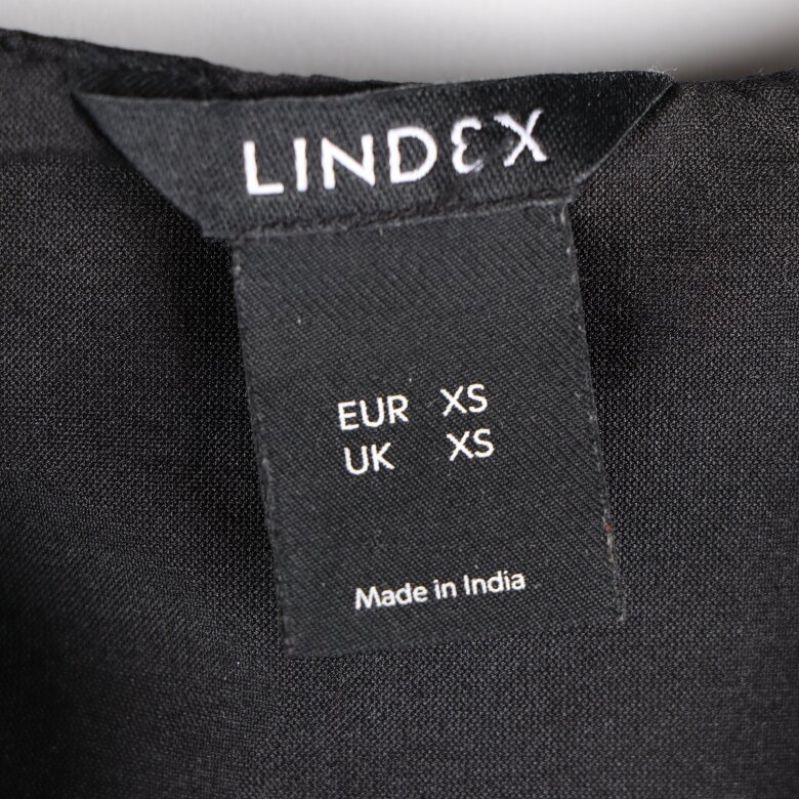 LINDEX
EUR XS
UK XS
Made in India